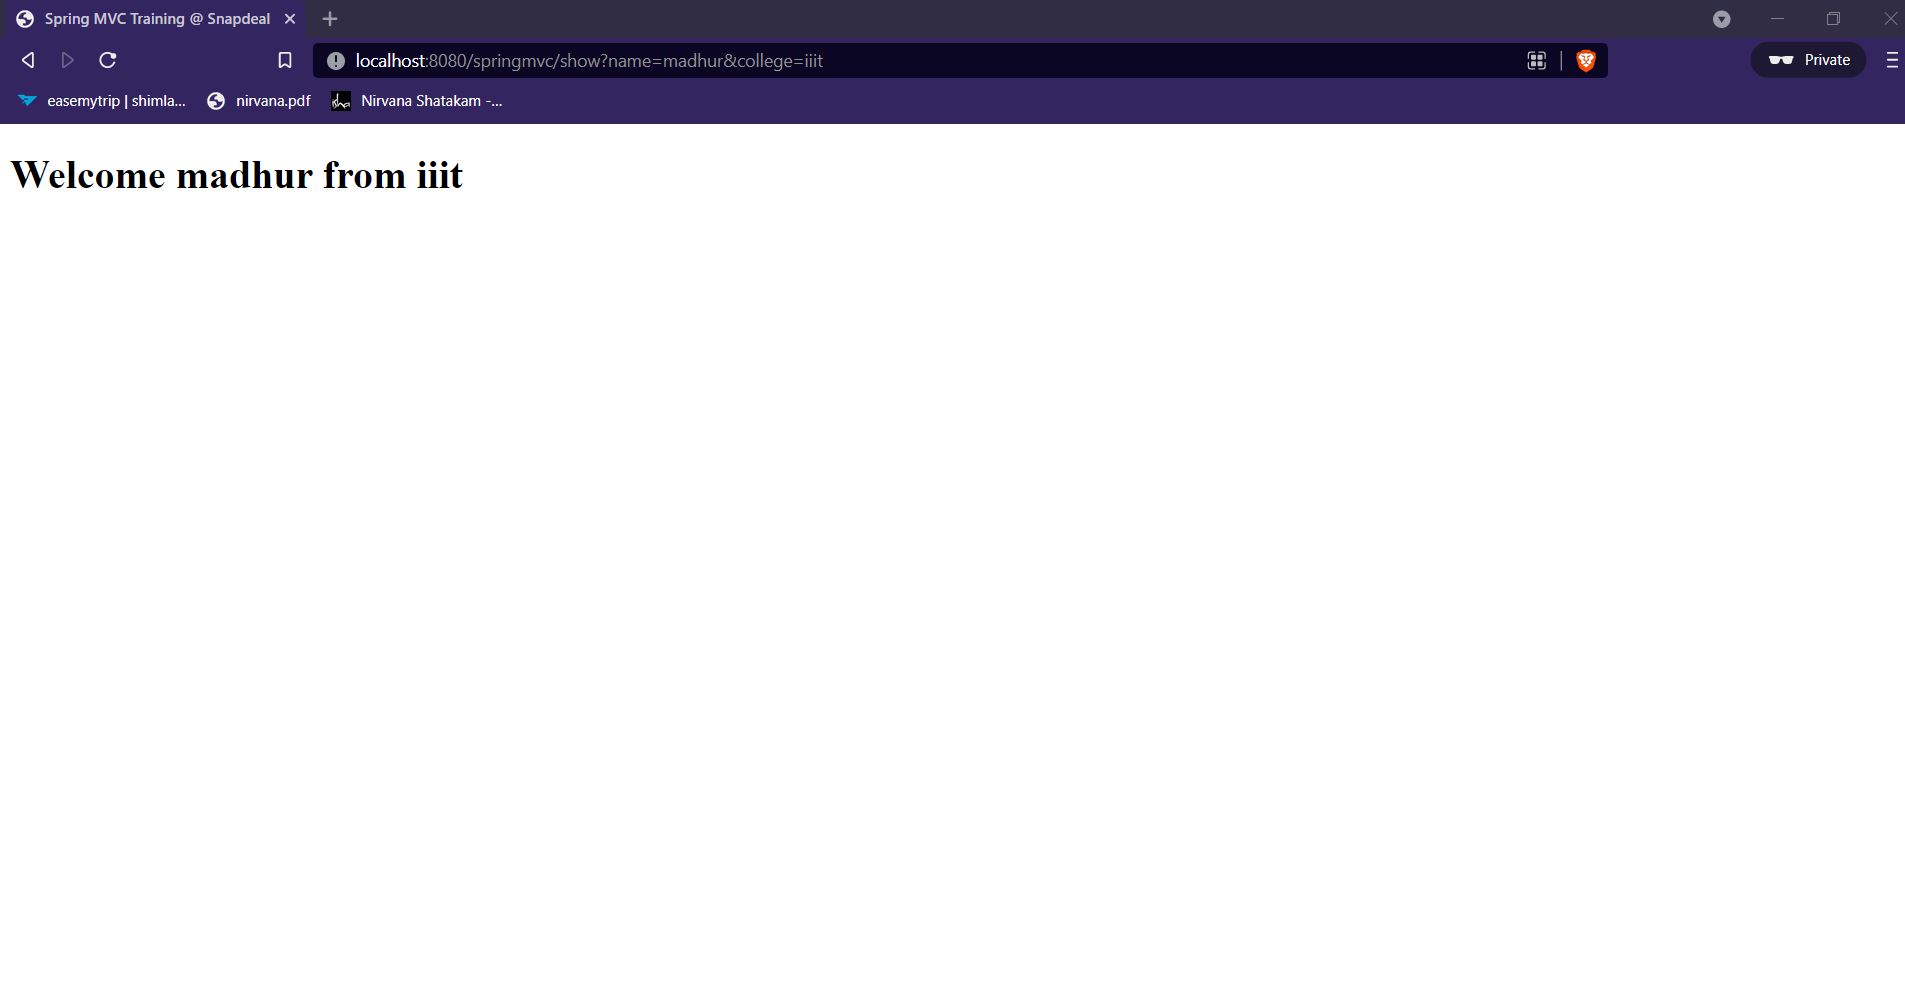 Spring MVC Training @ Snapdeal
localhost:8080/springmvc/show?name=madhur&college=iiit
Private
easemytrip | shimla... nirvana.pdf Nirvana Shatakam -...
Welcome madhur from iiit